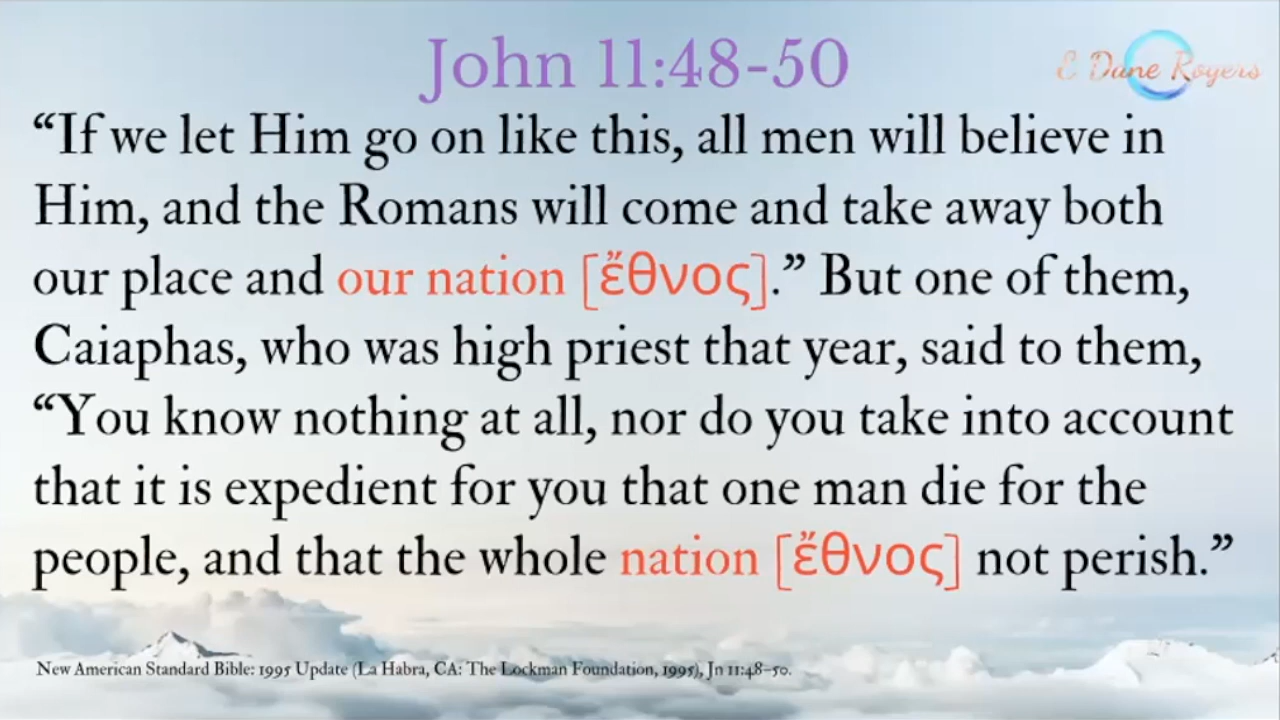 John 11:48-50
E Dane Rogers
“If we let Him go on like this, all men will believe in
Him, and the Romans will come and take away both
our place and our nation [ἔθνος].” But one of them,
Caiaphas, who was high priest that year, said to them,
“You know nothing at all, nor do you take into account
that it is expedient for you that one man die for the
people, and that the whole nation [ἔθνος] not perish.”
New American Standard Bible: 1995 Update (La Habra, CA: The Lockman Foundation, 1995), Jn 11:48–50.